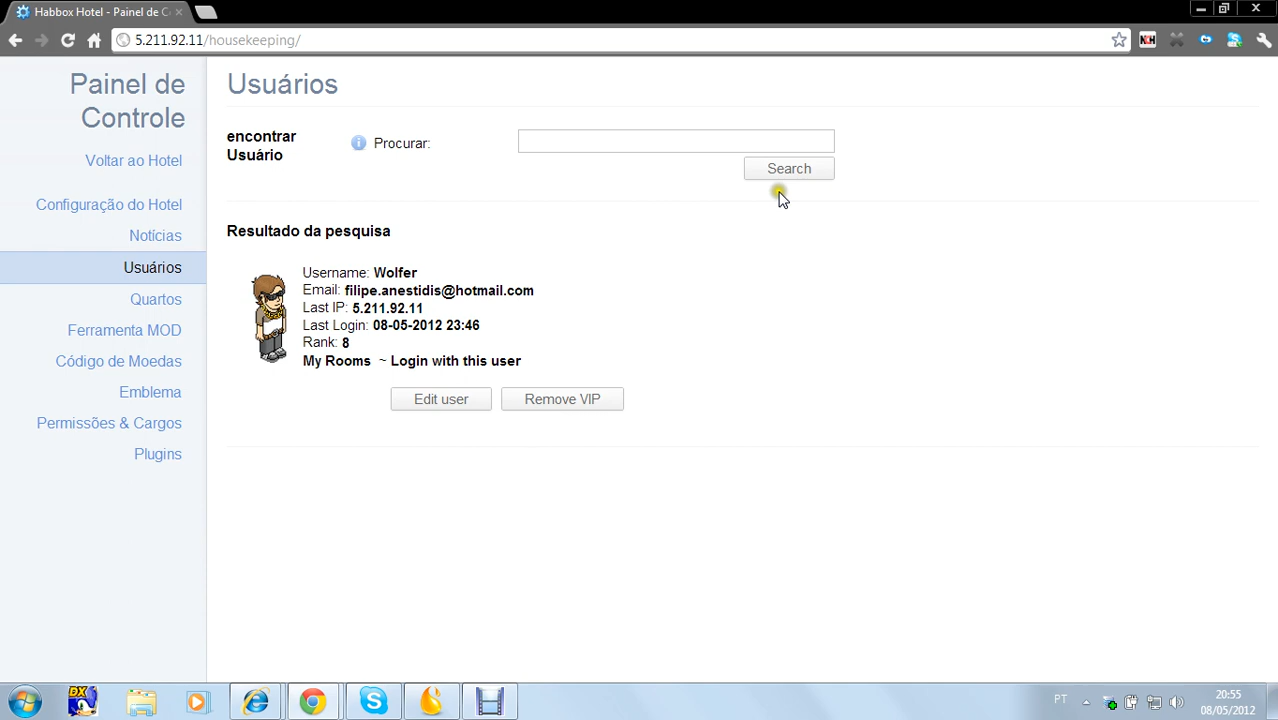 Habbox Hotel - Painel de C
5.211.92.11/housekeeping/
Painel de
Controle
Voltar ao Hotel
Configuração do Hotel
Notícias
Usuários
Quartos
Ferramenta MOD
Código de Moedas
Emblema
Permissões & Cargos
Plugins
Usuários
encontrar
Usuário
Procurar:
Search
Resultado da pesquisa
Username: Wolfer
Email: filipe.anestidis@hotmail.com
Last IP: 5.211.92.11
Last Login: 08-05-2012 23:46
Rank: 8
My Rooms ~ Login with this user
Edit user
Remove VIP
DX
PT
20:55
08/05/2012